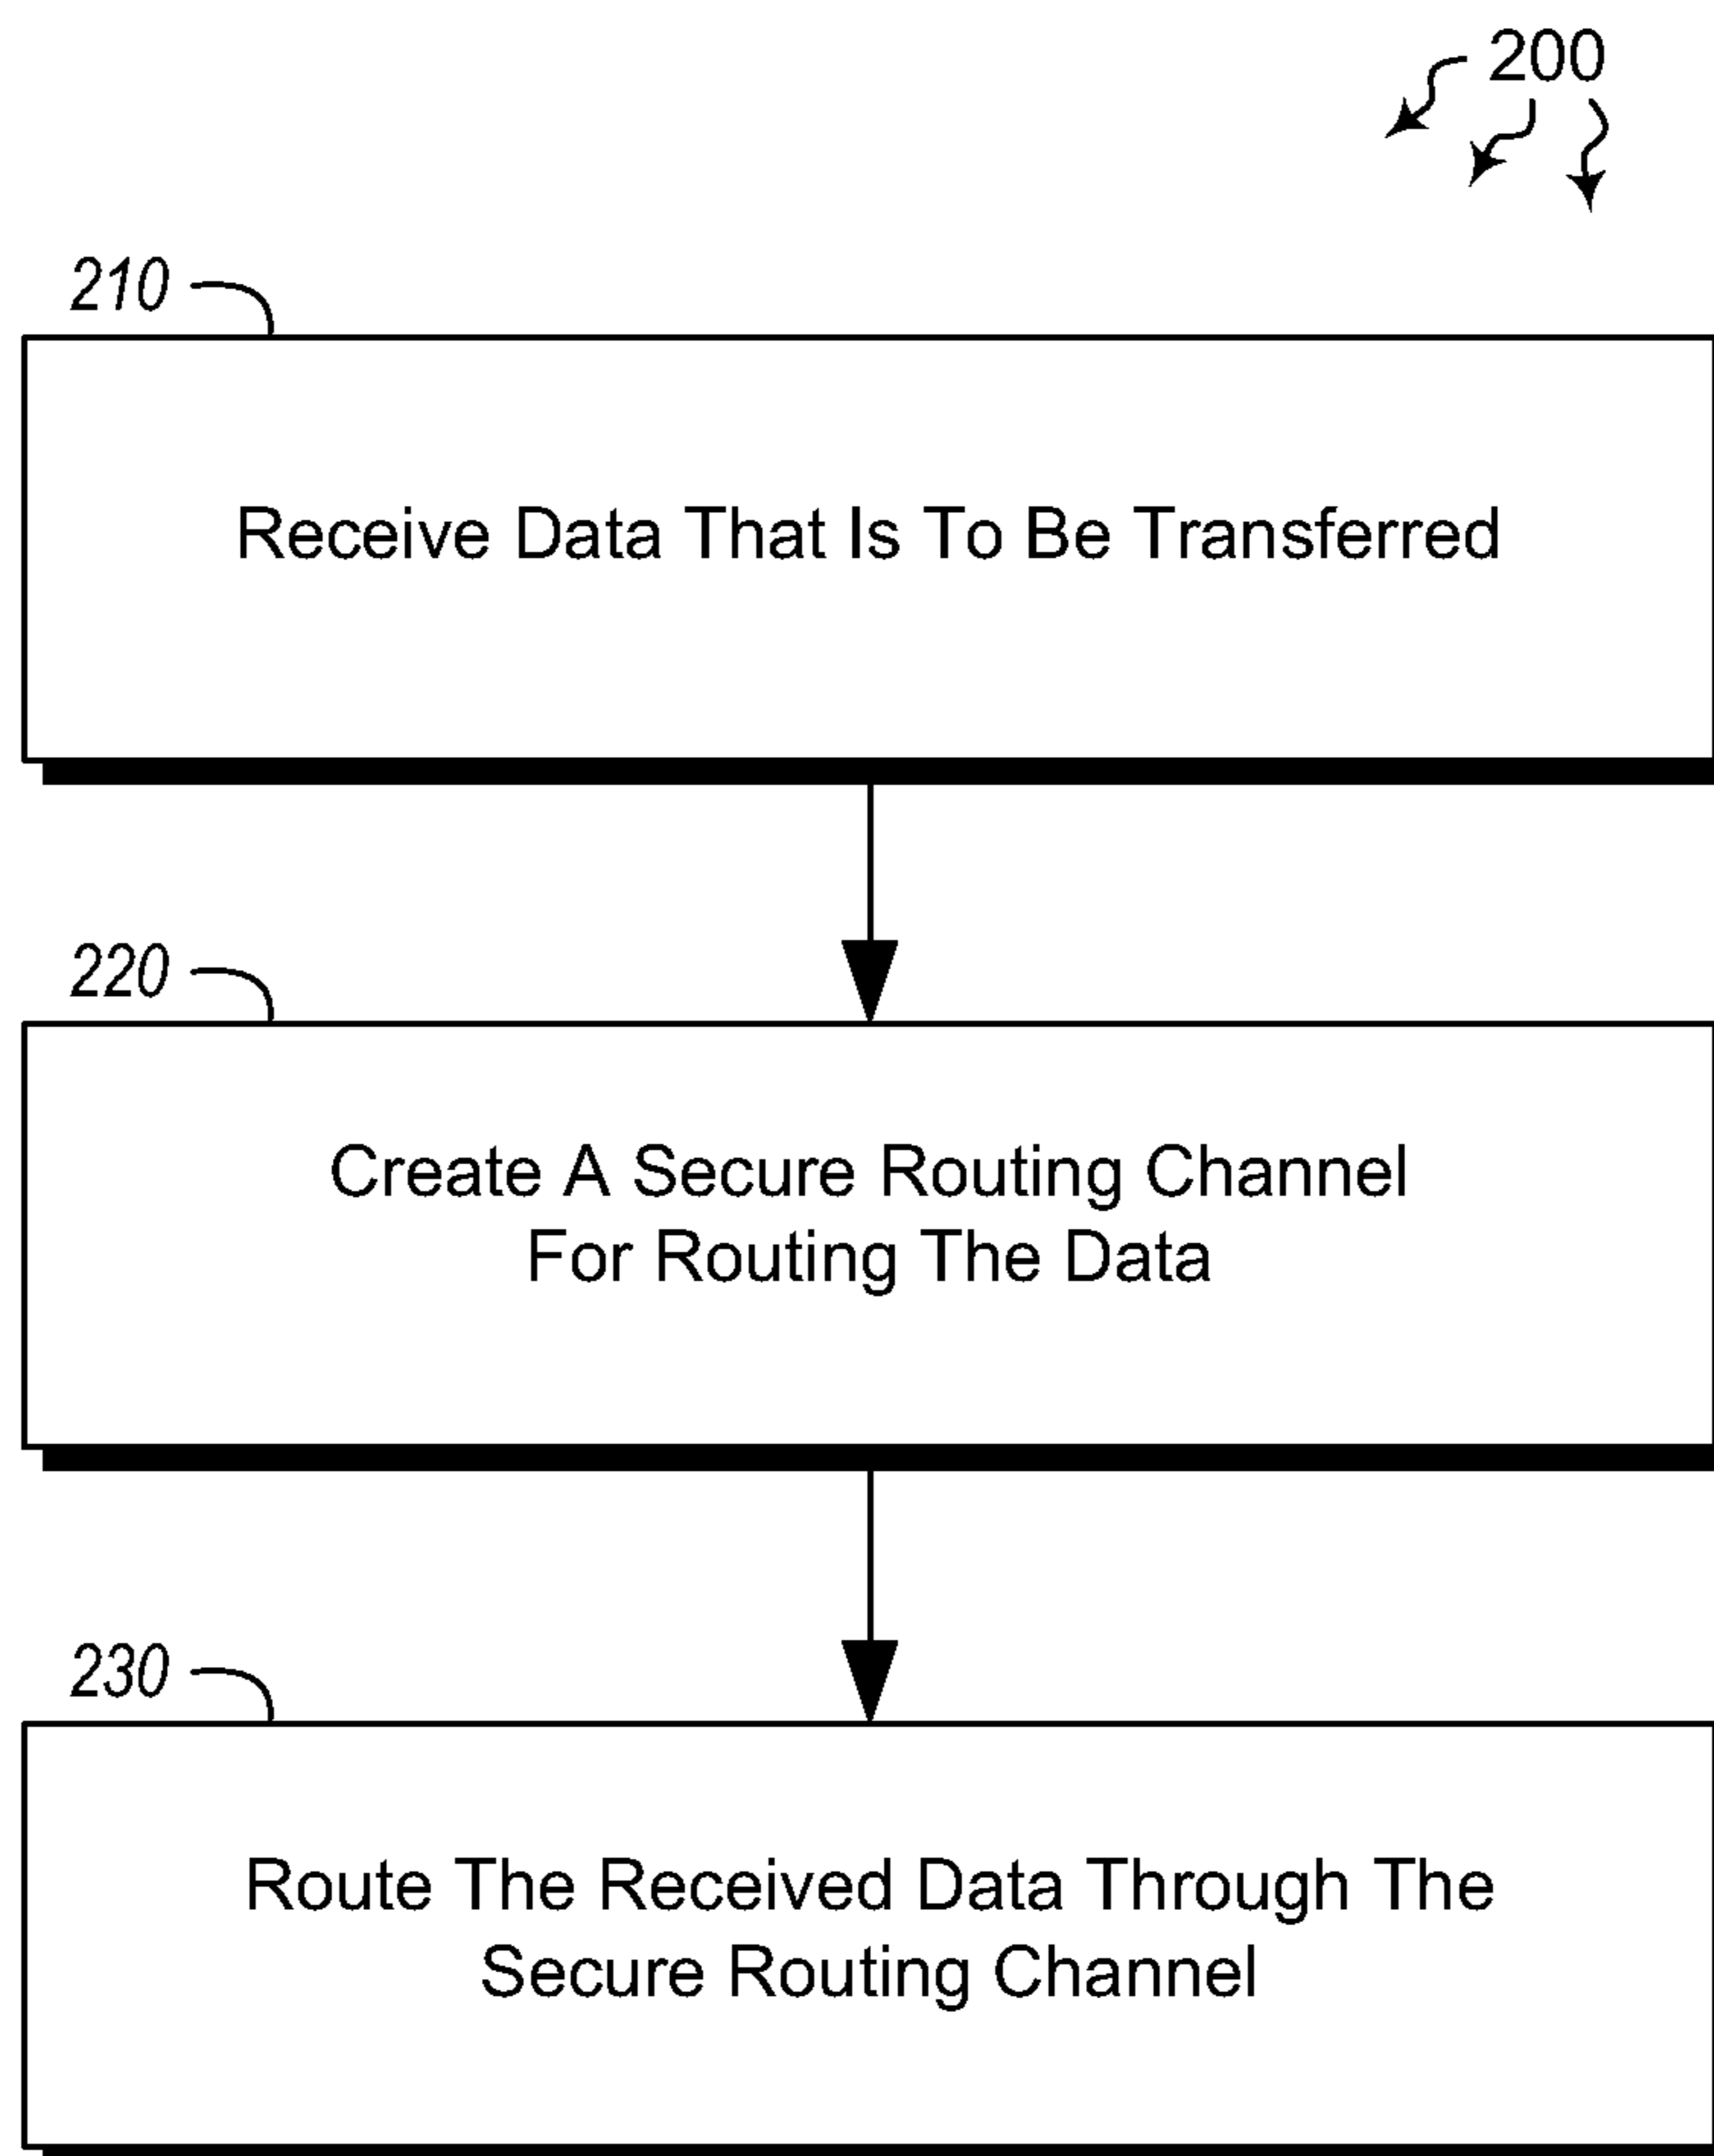 200
210
Receive Data That Is To Be Transferred
220
Create A Secure Routing Channel
For Routing The Data
230
Route The Received Data Through The
Secure Routing Channel